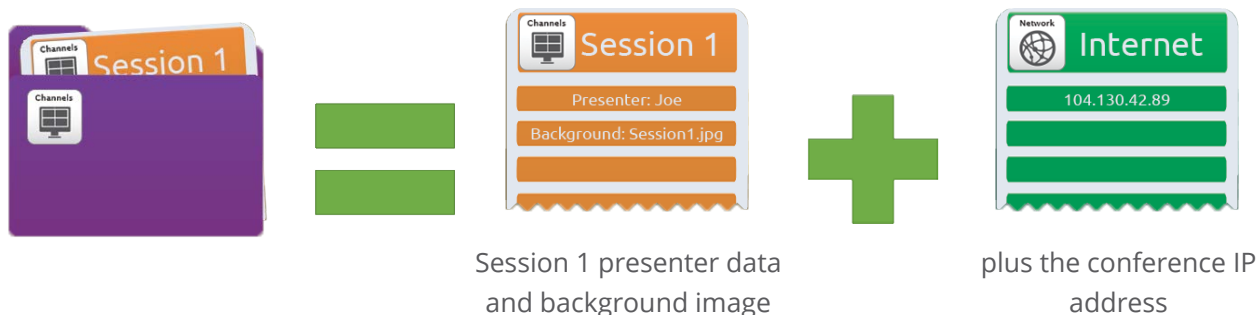 Channels
Session 1
Channels
Channels
Session 1
Presenter: Joe
Background: Session1.jpg
Session 1 presenter data
and background image
Network
Internet
104.130.42.89
plus the conference IP
address